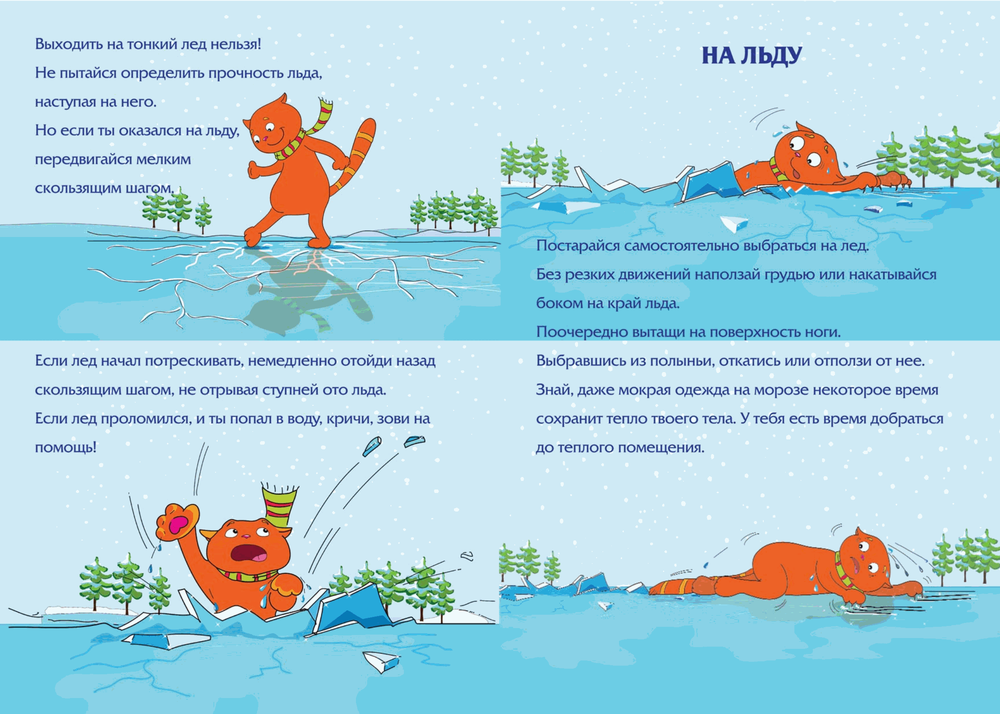 Выходить на тонкий лед нельзя!
Не пытайся определить прочность льда,
наступая на него.
Но если ты оказался на льду,
передвигайся мелким
скользящим шагом.
Если лед начал потрескивать, немедленно отойди назад
скользящим шагом, не отрывая ступней ото льда.
Если лед проломился, и ты попал в воду, кричи, зови на
помощь!
НА ЛЬДУ
Постарайся самостоятельно выбраться на лед.
Без резких движений наползай грудью или накатывайся
боком на край льда.
Поочередно вытащи на поверхность ноги.
Выбравшись из полыньи, откатись или отползи от нее.
Знай, даже мокрая одежда на морозе некоторое время
сохранит тепло твоего тела. У тебя есть время добраться
до теплого помещения.